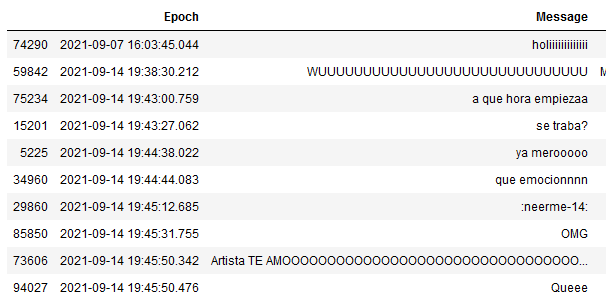 Epoch Message
74290 2021-09-07 16:03:45.044 holiiiiiiiiiiiii
59842 2021-09-14 19:38:30.212 WUUUUUUUUUUUUUUUUUUUUUUUUUUUUUU M
75234 2021-09-14 19:43:00.759 a que hora empiezaa
15201 2021-09-14 19:43:27.062 se traba?
5225 2021-09-14 19:44:38.022 ya merooooo
34960 2021-09-14 19:44:44.083 que emocionnnn
29860 2021-09-14 19:45:12.685 :neerme-14:
85850 2021-09-14 19:45:31.755 OMG
73606 2021-09-14 19:45:50.342 Artista TE AMOOOOOOOOOOOOOOOOOOOOOOOOOOOOOOOOO...
94027 2021-09-14 19:45:50.476 Queee